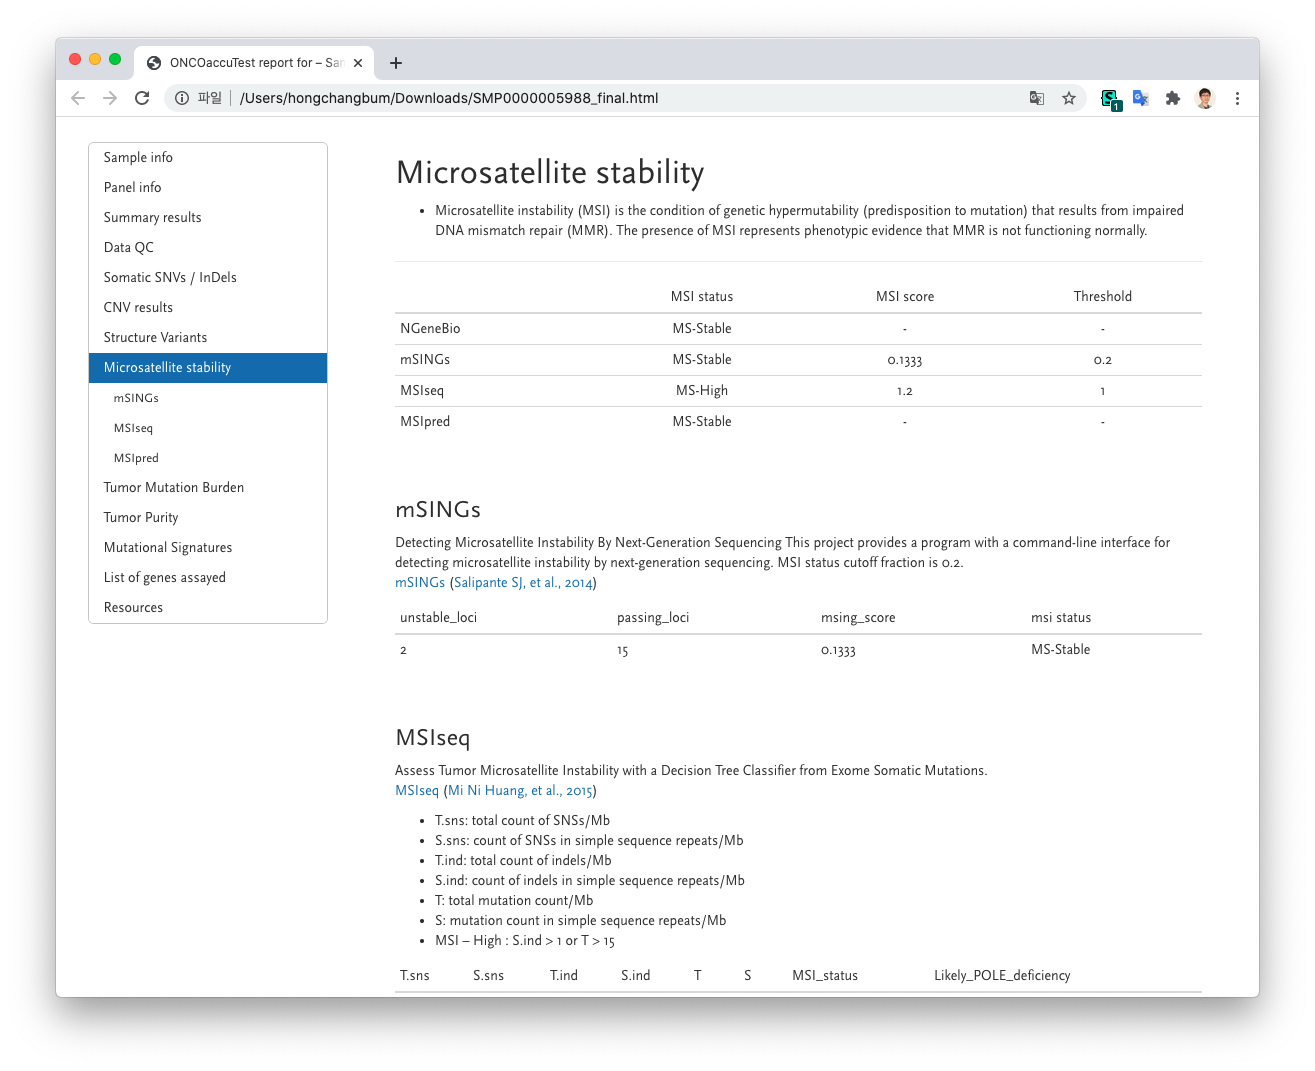 ONCOaccuTest report for – Sam
파일 /Users/hongchangbum/Downloads/SMP0000005988_final.html
1
Sample info
Panel info
Summary results
Data QC
Somatic SNVs / InDels
CNV results
Structure Variants
Microsatellite stability
mSINGs
MSIseq
MSIpred
Tumor Mutation Burden
Tumor Purity
Mutational Signatures
List of genes assayed
Resources
Microsatellite stability
• Microsatellite instability (MSI) is the condition of genetic hypermutability (predisposition to mutation) that results from impaired
DNA mismatch repair (MMR). The presence of MSI represents phenotypic evidence that MMR is not functioning normally.
MSI status MSI score Threshold
NGeneBio MS-Stable - -
mSINGs MS-Stable 0.1333 0.2
MSIseq MS-High 1.2 1
MSIpred MS-Stable - -
mSINGs
Detecting Microsatellite Instability By Next-Generation Sequencing This project provides a program with a command-line interface for
detecting microsatellite instability by next-generation sequencing. MSI status cutoff fraction is 0.2.
mSINGs (Salipante SJ, et al., 2014)
unstable_loci passing_loci msing_score msi status
2 15 0.1333 MS-Stable
MSIseq
Assess Tumor Microsatellite Instability with a Decision Tree Classifier from Exome Somatic Mutations.
MSIseq (Mi Ni Huang, et al., 2015)
• T.sns: total count of SNSs/Mb
• S.sns: count of SNSs in simple sequence repeats/Mb
• T.ind: total count of indels/Mb
• S.ind: count of indels in simple sequence repeats/Mb
• T: total mutation count/Mb
• S: mutation count in simple sequence repeats/Mb
• MSI – High : S.ind > 1 or T > 15
T.sns S.sns T.ind S.ind T S MSI_status Likely_POLE_deficiency